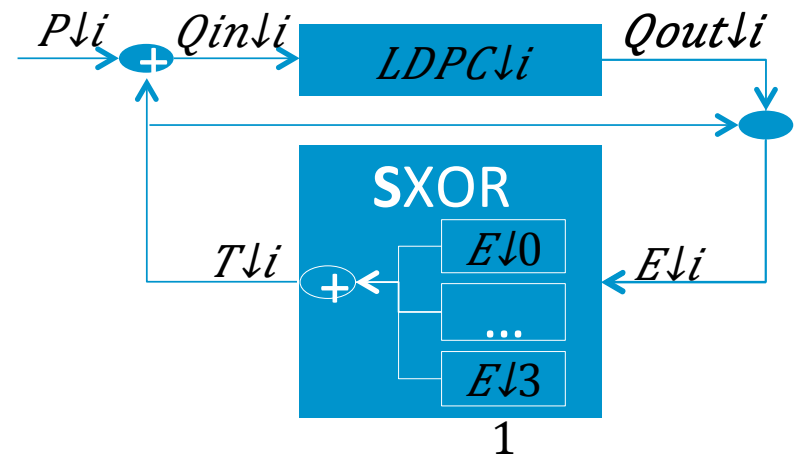 P↓i
Qin↓i
Qout↓i
+
LDPC↓i
SXOR
E↓0
T↓i
E↓i
+
...
E↓3
1